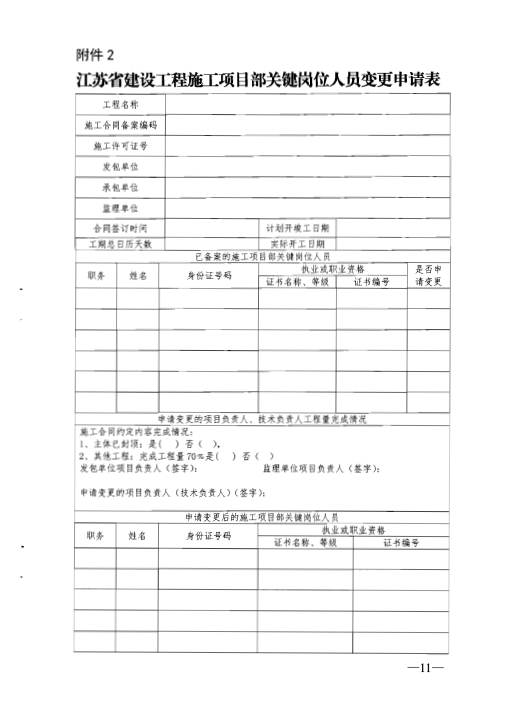 附件 2
江苏省建设工程施工项目部关键岗位人员变更申请表
工程名称
施工合同备案编码
施工许可证号
发包单位
承包单位
监理单位
合同签订时间 计划开竣工日期
工期总日历天数 实际开工日期
已备案的施工项目部关键岗位人员
职务 姓名 身份证号码 执业或职业资格 是否申请变更
证书名称、等级 证书编号
申请变更的项目负责人、技术负责人工程量完成情况
施工合同约定内容完成情况:
1、主体已封顶: 是( ) 否( )。
2、其他工程: 完成工程量 70%是( ) 否( )
发包单位项目负责人(签字): 监理单位项目负责人(签字):
申请变更的项目负责人(技术负责人)(签字):
申请变更后的施工项目部关键岗位人员
职务 姓名 身份证号码 执业或职业资格
证书名称、等级 证书编号
—11—